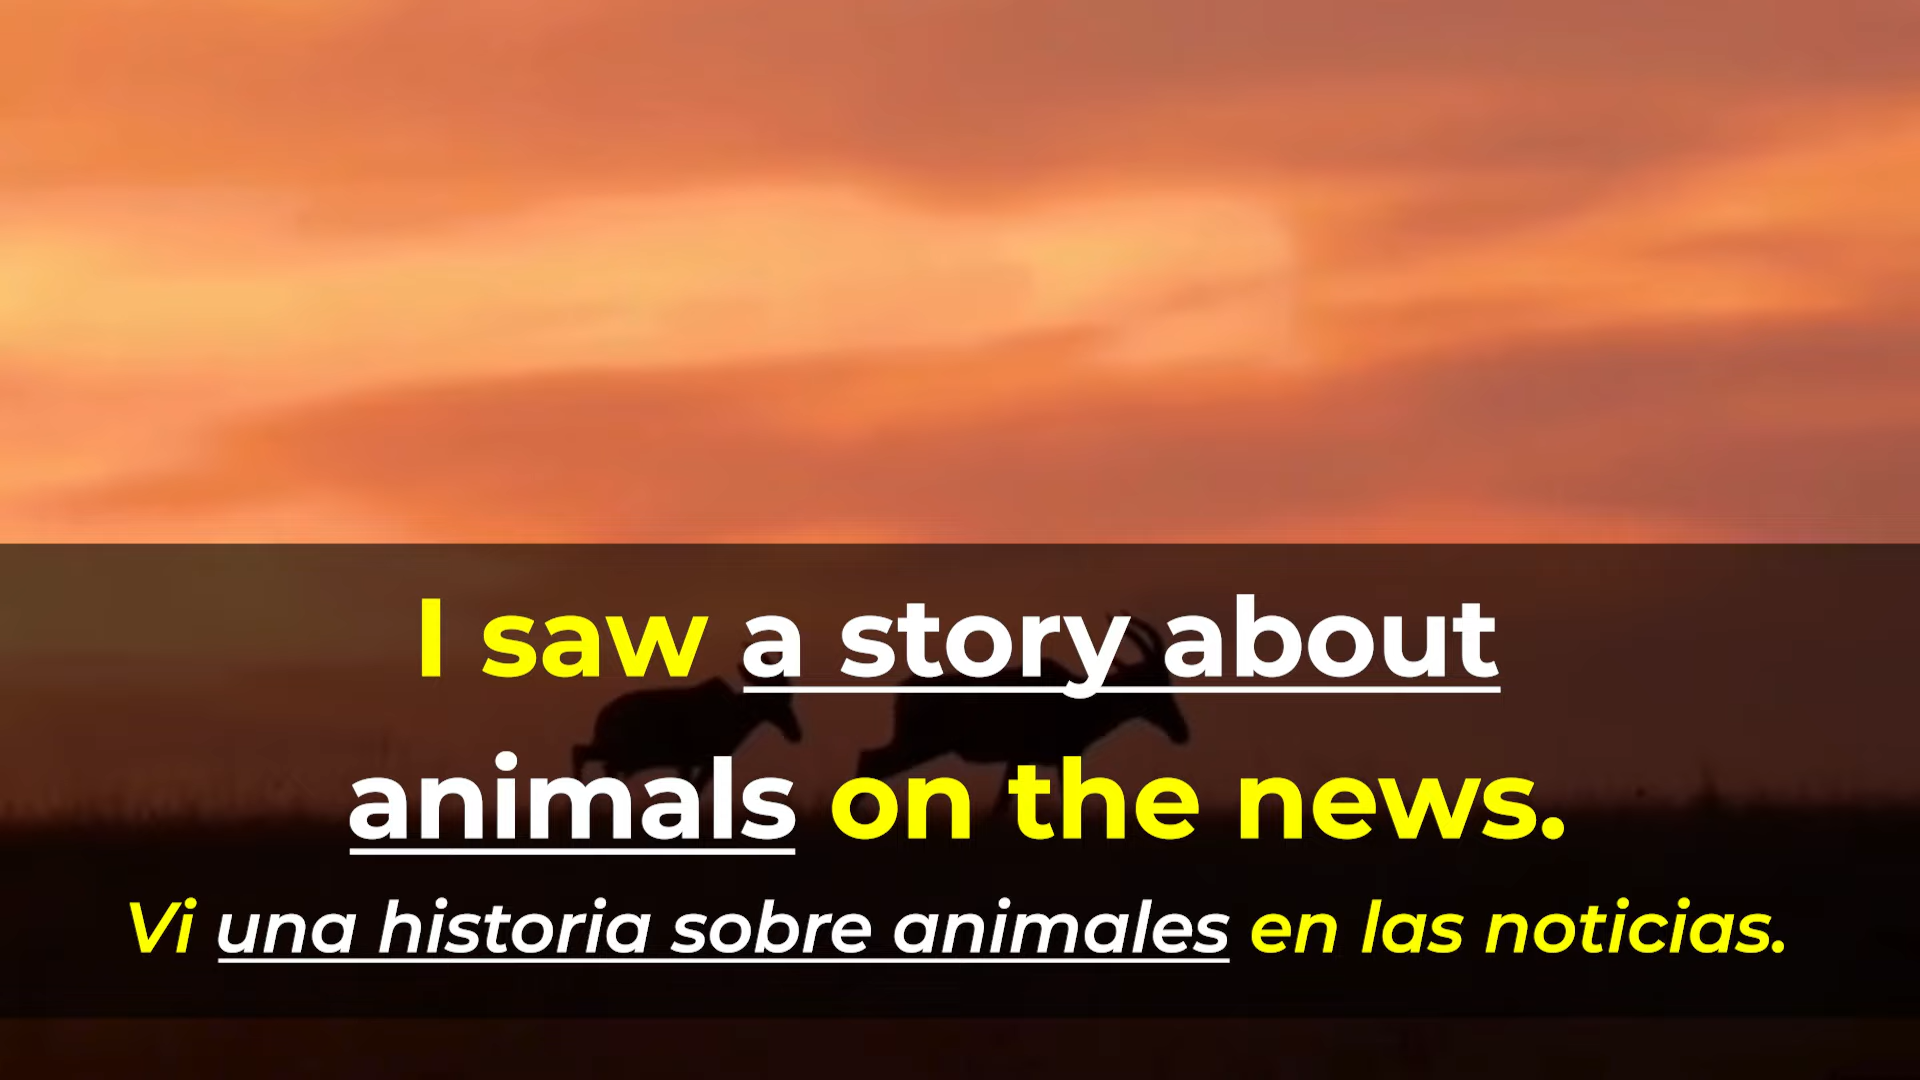 I saw a story about
animals on the news.
Vi una historia sobre animales en las noticias.